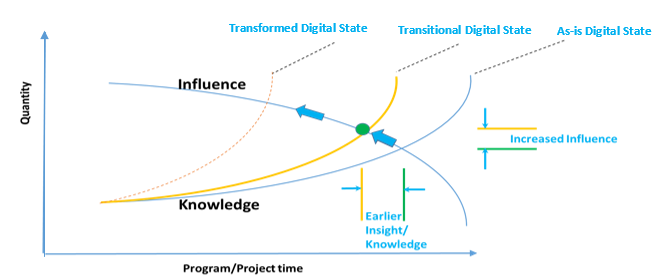 Transformed Digital State
Transitional Digital State
As-is Digital State
Quantity
Influence
Increased Influence
Knowledge
Earlier
Insight/
Knowledge
Program/Project time